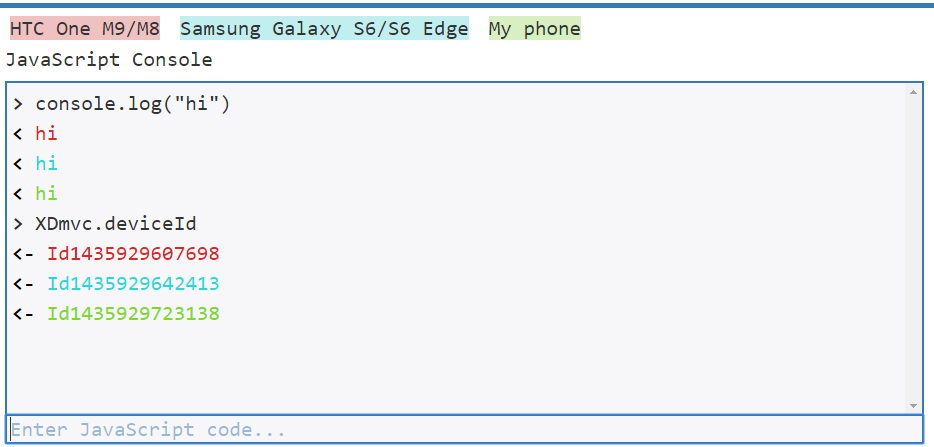 HTC One M9/M8 Samsung Galaxy S6/S6 Edge My phone
JavaScript Console
> console.log("hi")
< hi
< hi
< hi
> XDmvc.deviceId
<- Id1435929607698
<- Id1435929642413
<- Id1435929723138
Enter JavaScript code...